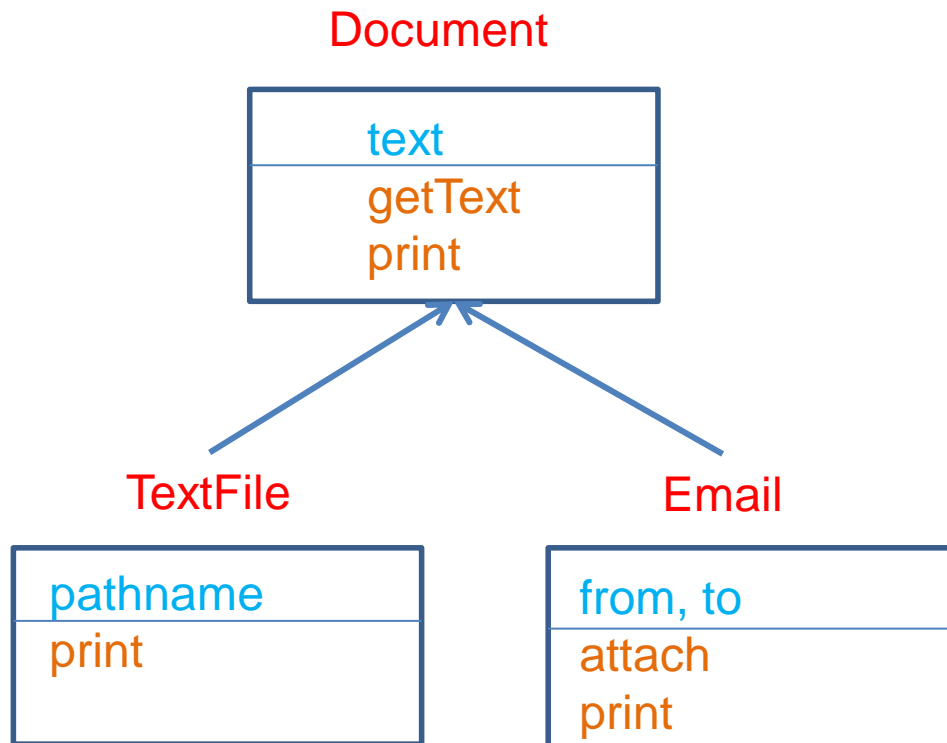 Document
text
getText
print
TextFile
Email
pathname
print
from, to
attach
print